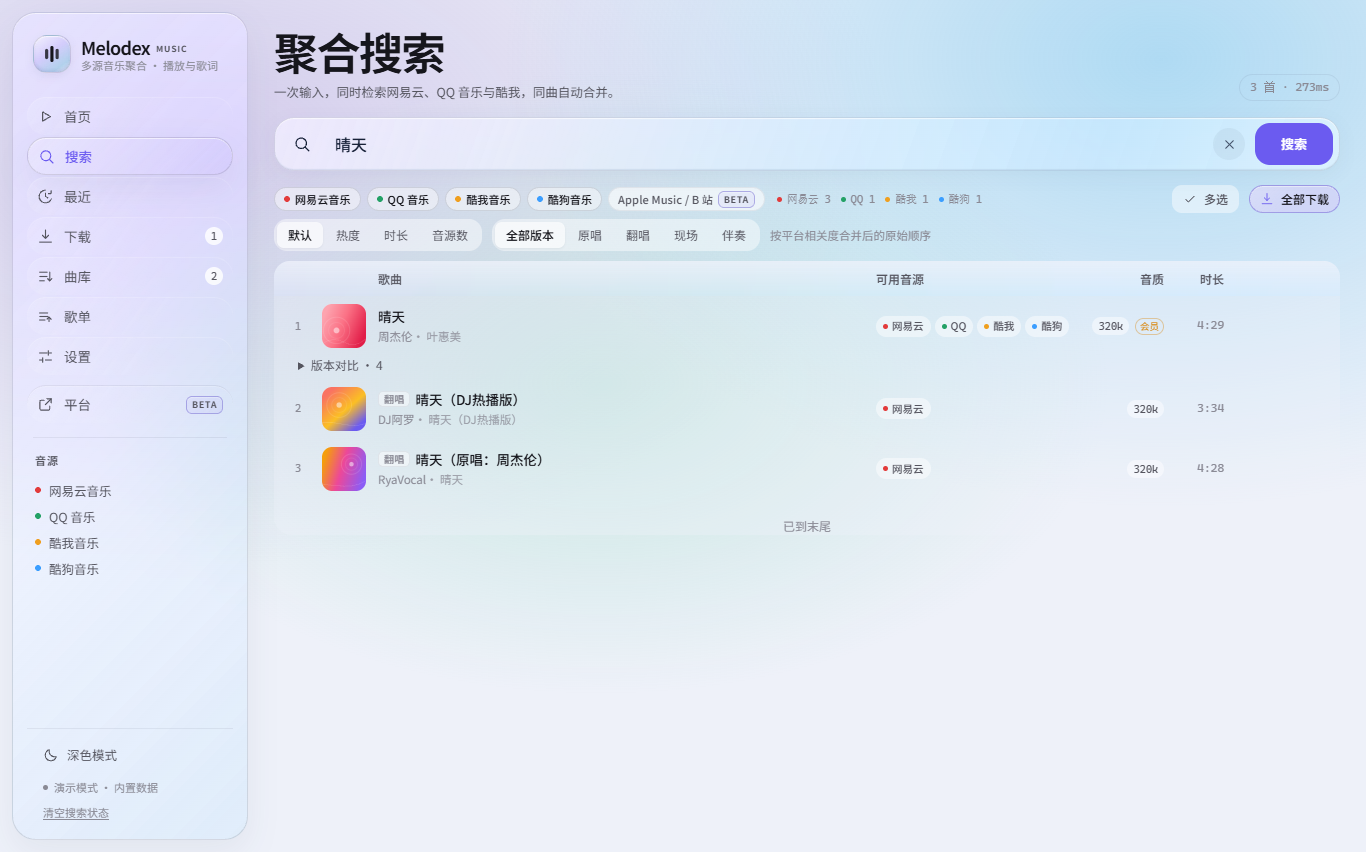 Melodex MUSIC
多源音乐聚合 · 播放与歌词
首页
搜索
最近
下载 1
曲库 2
歌单
设置
平台 BETA
音源
网易云音乐
QQ 音乐
酷我音乐
酷狗音乐
深色模式
演示模式 · 内置数据
清空搜索状态
聚合搜索
一次输入，同时检索网易云、QQ 音乐与酷我，同曲自动合并。
3 首 · 273ms
晴天
搜索
网易云音乐 QQ 音乐 酷我音乐 酷狗音乐 Apple Music / B 站 BETA 网易云 3 QQ 1 酷我 1 酷狗 1 多选 全部下载
默认 热度 时长 音源数 全部版本 原唱 翻唱 现场 伴奏 按平台相关度合并后的原始顺序
歌曲 可用音源 音质 时长
1 晴天 网易云 QQ 酷我 酷狗 320k 会员 4:29
周杰伦 · 叶惠美
版本对比 · 4
2 翻唱 晴天（DJ热播版） 网易云 320k 3:34
DJ阿罗 · 晴天（DJ热播版）
3 翻唱 晴天（原唱：周杰伦） 网易云 320k 4:28
RyaVocal · 晴天
已到末尾